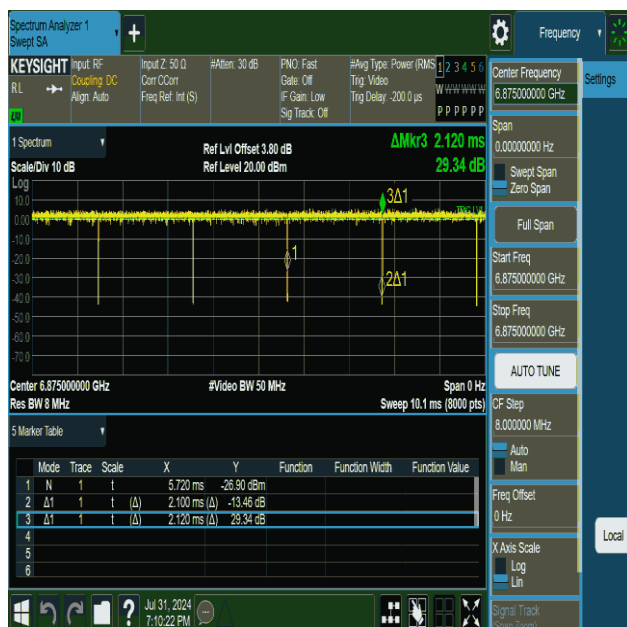 Spectrum Analyzer 1
Swept SA
+
Frequency
KEYSIGHT
RL
Input: RF
Coupling: DC
Align: Auto
Input Z: 50 Ω
Corr CCorr
Freq Ref: Int (S)
#Atten: 30 dB
PNO: Fast
Gate: Off
IF Gain: Low
Sig Track: Off
#Avg Type: Power (RMS
Trig: Video
Trig Delay: -200.0 µs
1 2 3 4 5 6
W W W W W W
P P P P P P
1 Spectrum
Scale/Div 10 dB
Log
Ref Lvl Offset 3.80 dB
Ref Level 20.00 dBm
ΔMkr3 2.120 ms
29.34 dB
10.0
0.00
-10.0
-20.0
-30.0
-40.0
-50.0
-60.0
-70.0
3Δ1
TRIG LVL
1
2Δ1
Center 6.875000000 GHz
Res BW 8 MHz
#Video BW 50 MHz
Span 0 Hz
Sweep 10.1 ms (8000 pts)
5 Marker Table
Mode Trace Scale X Y Function Function Width Function Value
1 N 1 t 5.720 ms -26.90 dBm
2 Δ1 1 t (Δ) 2.100 ms (Δ) -13.46 dB
3 Δ1 1 t (Δ) 2.120 ms (Δ) 29.34 dB
4
5
6
Jul 31, 2024
7:10:22 PM
?
Center Frequency
6.875000000 GHz
Settings
Span
0.00000000 Hz
Swept Span
Zero Span
Full Span
Start Freq
6.875000000 GHz
Stop Freq
6.875000000 GHz
AUTO TUNE
CF Step
8.000000 MHz
Auto
Man
Freq Offset
0 Hz
Local
X Axis Scale
Log
Lin
Signal Track
(Span Zoom)